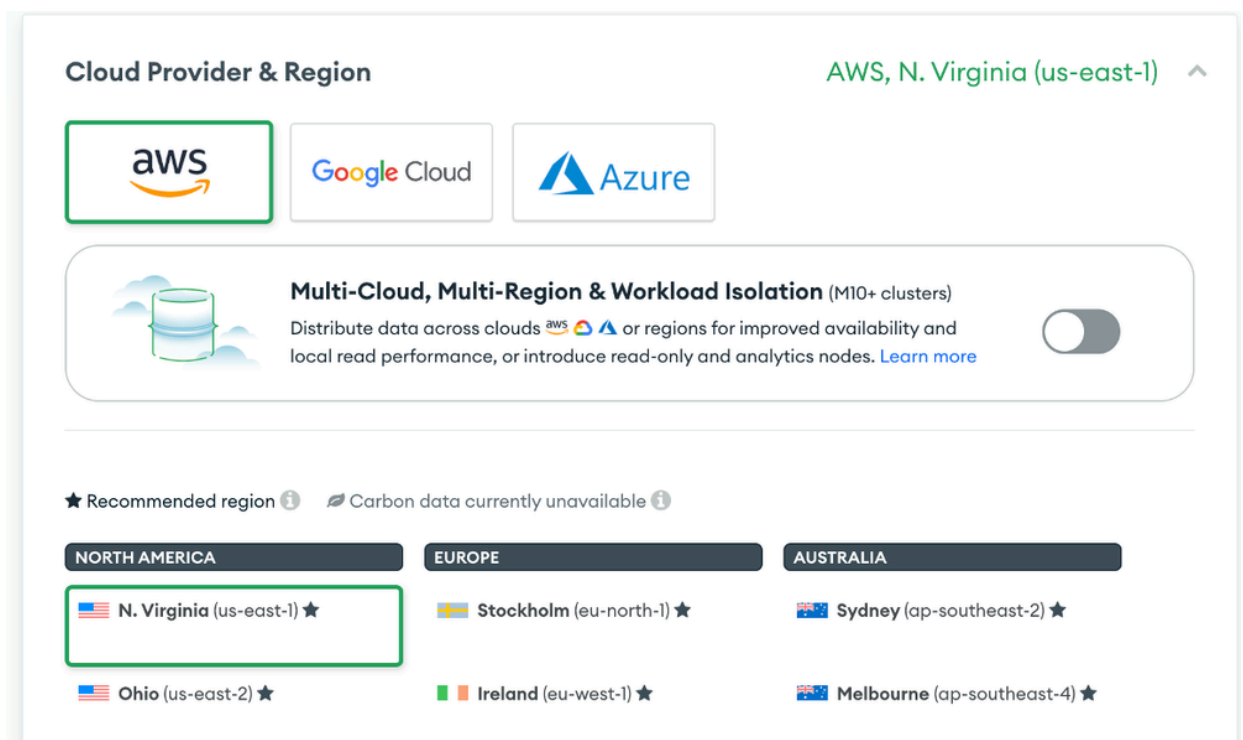 Cloud Provider & Region
AWS, N. Virginia (us-east-1)
aws
Google Cloud
Azure
Multi-Cloud, Multi-Region & Workload Isolation (M10+ clusters)
Distribute data across clouds aws or regions for improved availability and
local read performance, or introduce read-only and analytics nodes. Learn more
Recommended region
Carbon data currently unavailable
NORTH AMERICA
EUROPE
AUSTRALIA
N. Virginia (us-east-1)
Stockholm (eu-north-1)
Sydney (ap-southeast-2)
Ohio (us-east-2)
Ireland (eu-west-1)
Melbourne (ap-southeast-4)